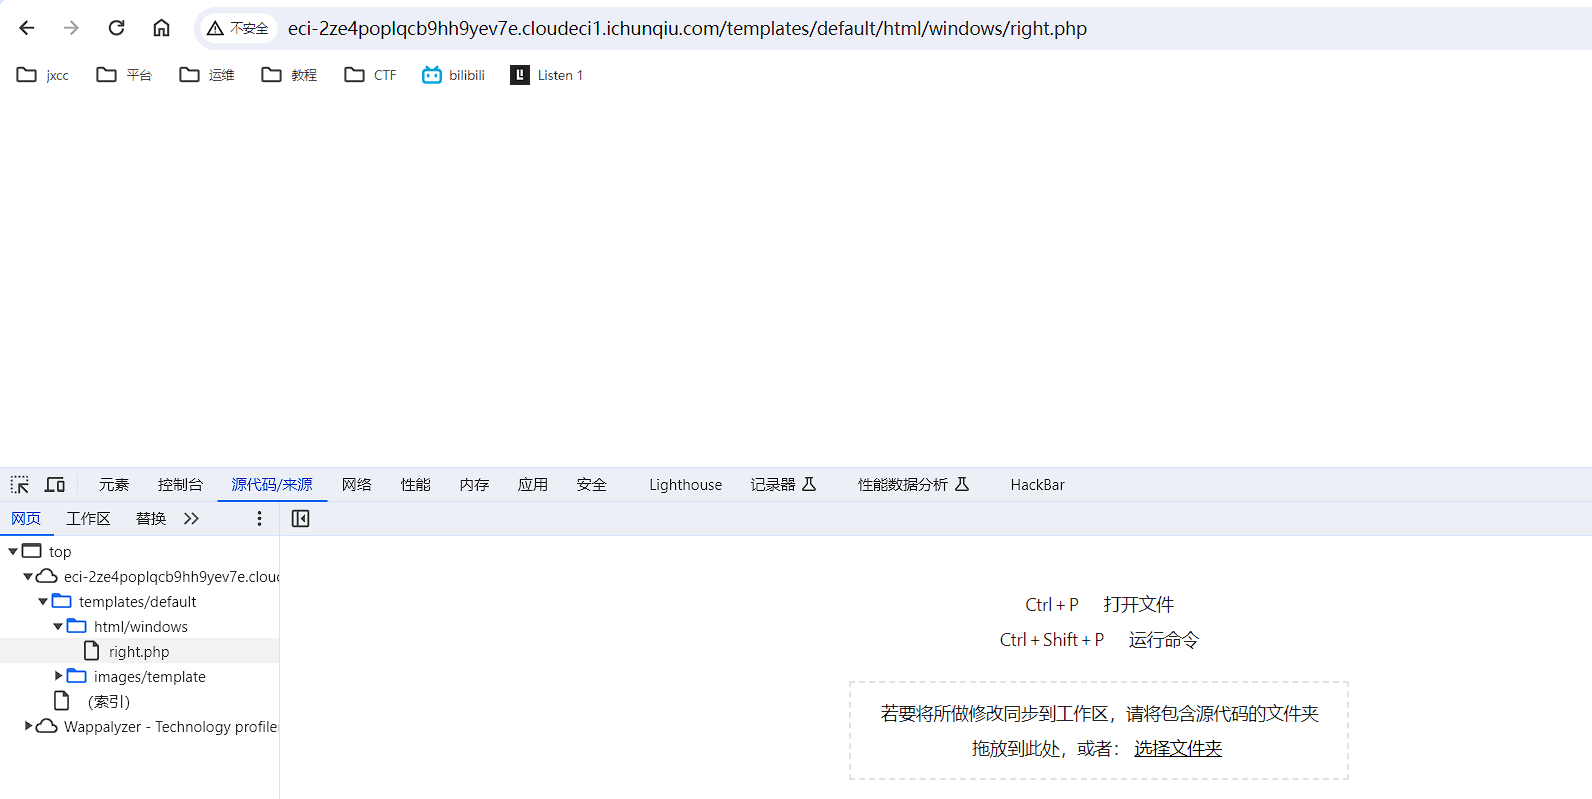 不安全 eci-2ze4poplqcb9hh9yev7e.cloudeci1.ichunqiu.com/templates/default/html/windows/right.php
jxcc 平台 运维 教程 CTF bilibili Listen 1
元素 控制台 源代码/来源 网络 性能 内存 应用 安全 Lighthouse 记录器 性能数据分析 HackBar
网页 工作区 替换
top
eci-2ze4poplqcb9hh9yev7e.clou
templates/default
html/windows
right.php
images/template
(索引)
Wappalyzer - Technology profile
Ctrl + P 打开文件
Ctrl + Shift + P 运行命令
若要将所做修改同步到工作区，请将包含源代码的文件夹
拖放到此处，或者： 选择文件夹